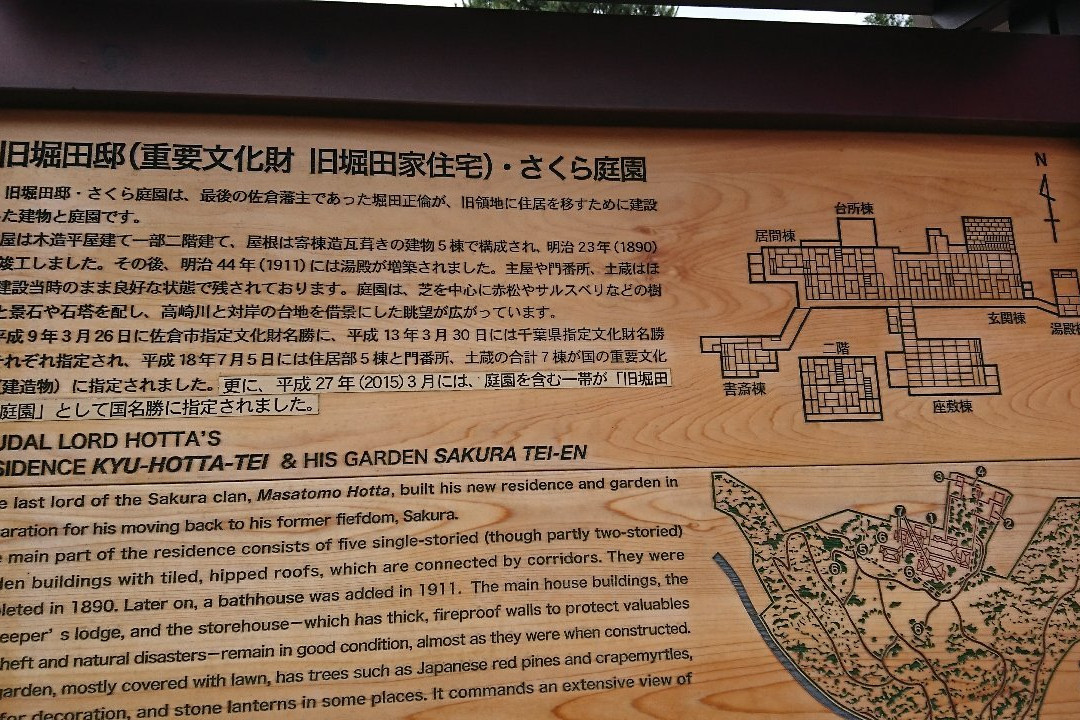 旧堀田邸(重要文化財 旧堀田家住宅)・さくら庭園
旧堀田邸・さくら庭園は、最後の佐倉藩主であった堀田正倫が、旧領地に住居を移すために建設
た建物と庭園です。
屋は木造平屋建て一部二階建て、屋根は寄棟造瓦葺きの建物5棟で構成され、明治23年(1890)
竣工しました。その後、明治44年(1911)には湯殿が増築されました。主屋や門番所、土蔵はほ
建設当時のまま良好な状態で残されております。庭園は、芝を中心に赤松やサルスベリなどの樹
と景石や石塔を配し、高崎川と対岸の台地を借景にした眺望が広がっています。
平成9年3月26日に佐倉市指定文化財名勝に、平成13年3月30日には千葉県指定文化財名勝
それぞれ指定され、平成18年7月5日には住居部5棟と門番所、土蔵の合計7棟が国の重要文化
(建造物)に指定されました。更に、平成27年(2015)3月には、庭園を含む一帯が「旧堀田
庭園」として国名勝に指定されました。
UDAL LORD HOTTA'S
SIDENCE KYU-HOTTA-TEI & HIS GARDEN SAKURA TEI-EN
e last lord of the Sakura clan, Masatomo Hotta, built his new residence and garden in
aration for his moving back to his former fiefdom, Sakura.
e main part of the residence consists of five single-storied (though partly two-storied)
den buildings with tiled, hipped roofs, which are connected by corridors. They were
leted in 1890. Later on, a bathhouse was added in 1911. The main house buildings, the
eeper's lodge, and the storehouse—which has thick, fireproof walls to protect valuables
heft and natural disasters—remain in good condition, almost as they were when constructed.
garden, mostly covered with lawn, has trees such as Japanese red pines and crapemyrtles,
for decoration, and stone lanterns in some places. It commands an extensive view of
N
台所棟
居間棟
玄関棟
湯殿
二階
書斎棟
座敷棟
③
④
②
⑦
①
⑥
⑤
⑥
⑥
⑥